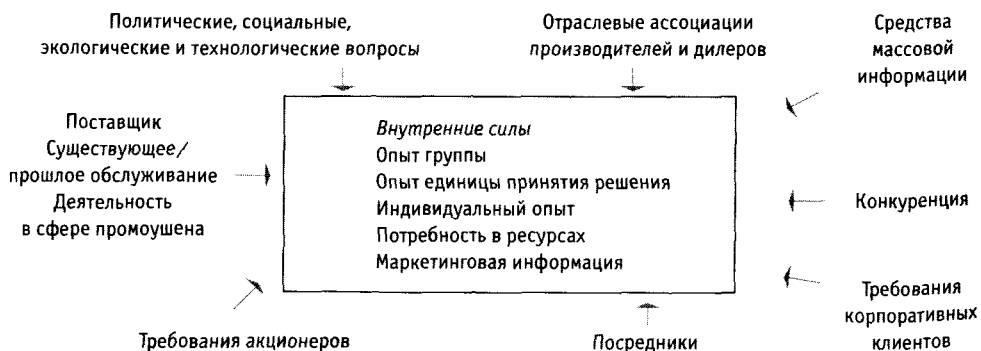 Политические, социальные,
экологические и технологические вопросы
Отраслевые ассоциации
производителей и дилеров
Средства
массовой
информации
Поставщик
Существующее/
прошлое обслуживание
Деятельность
в сфере промоушена
Внутренние силы
Опыт группы
Опыт единицы принятия решения
Индивидуальный опыт
Потребность в ресурсах
Маркетинговая информация
Конкуренция
Требования
корпоративных
клиентов
Требования акционеров
Посредники